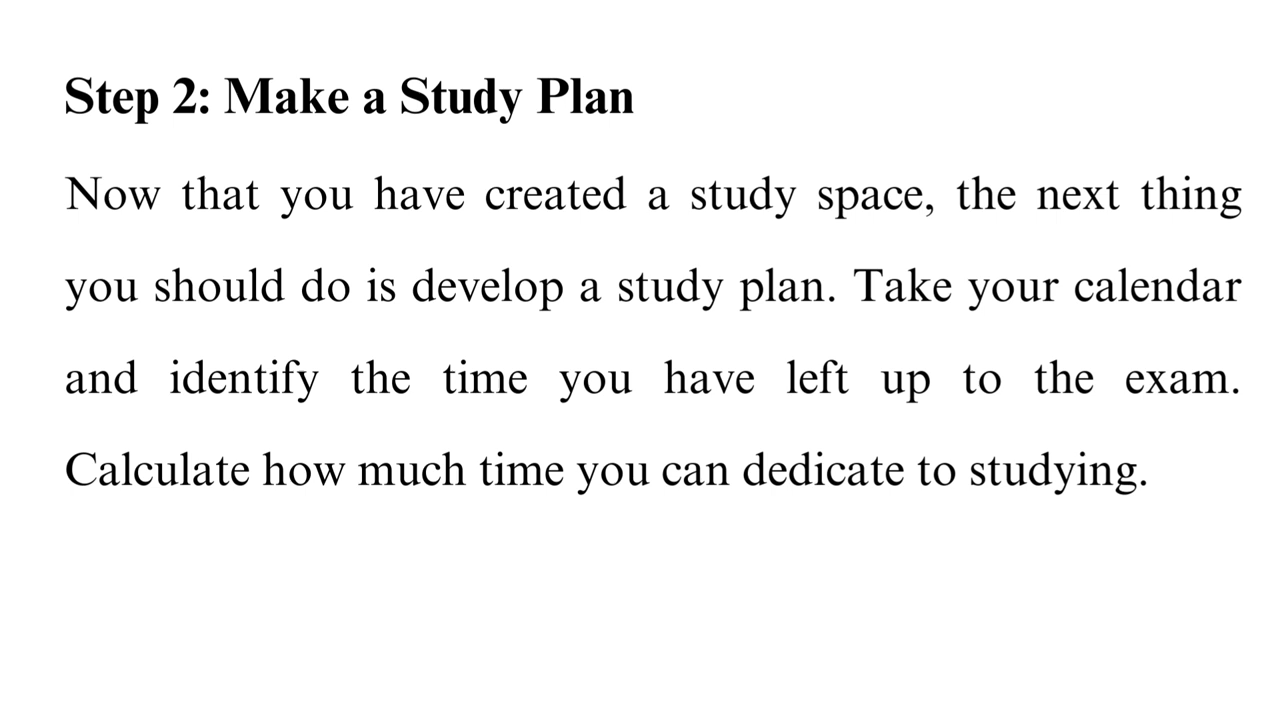 Step 2: Make a Study Plan
Now that you have created a study space, the next thing
you should do is develop a study plan. Take your calendar
and identify the time you have left up to the exam.
Calculate how much time you can dedicate to studying.